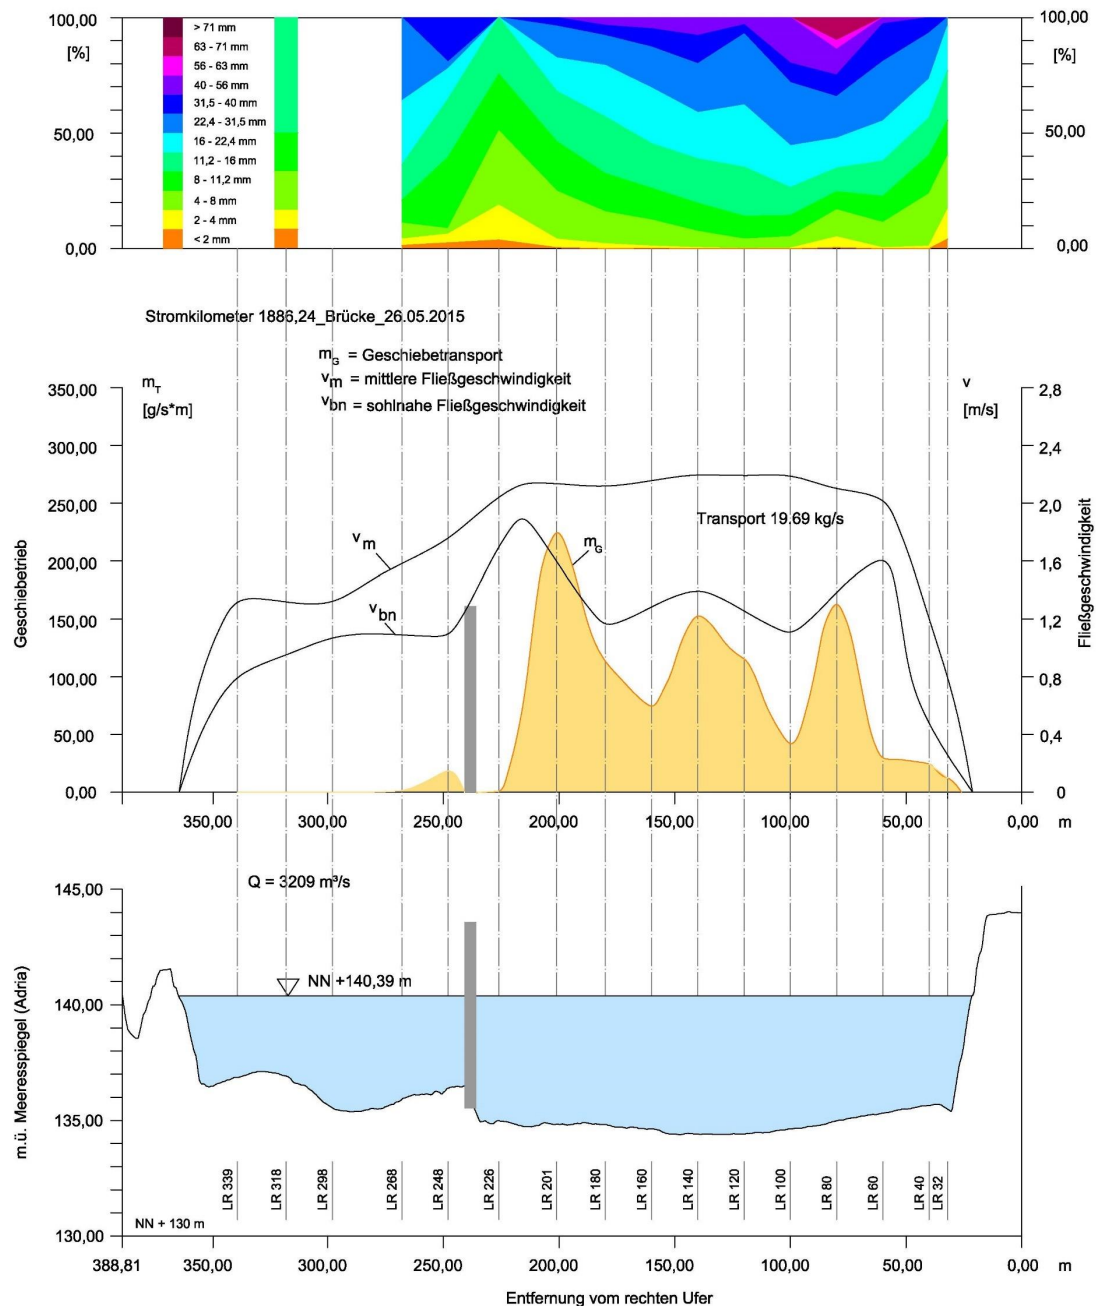 100,00
[%]
50,00
0,00
> 71 mm
63 - 71 mm
56 - 63 mm
40 - 56 mm
31,5 - 40 mm
22,4 - 31,5 mm
16 - 22,4 mm
11,2 - 16 mm
8 - 11,2 mm
4 - 8 mm
2 - 4 mm
< 2 mm
100,00
[%]
50,00
0,00
Stromkilometer 1886,24_Brücke_26.05.2015
mG = Geschiebetransport
vm = mittlere Fließgeschwindigkeit
vbn = sohlnahe Fließgeschwindigkeit
350,00
300,00
250,00
200,00
150,00
100,00
50,00
0,00
mT
[g/s*m]
Geschiebetrieb
v
[m/s]
2,8
2,4
2,0
1,6
1,2
0,8
0,4
0
Fließgeschwindigkeit
Transport 19.69 kg/s
vm
vbn
mG
350,00 300,00 250,00 200,00 150,00 100,00 50,00 0,00 m
Q = 3209 m³/s
NN +140,39 m
145,00
140,00
135,00
130,00
m.ü. Meeresspiegel (Adria)
LR 339
LR 318
LR 298
LR 268
LR 248
LR 226
LR 201
LR 180
LR 160
LR 140
LR 120
LR 100
LR 80
LR 60
LR 40
LR 32
NN + 130 m
388,81 350,00 300,00 250,00 200,00 150,00 100,00 50,00 0,00 m
Entfernung vom rechten Ufer